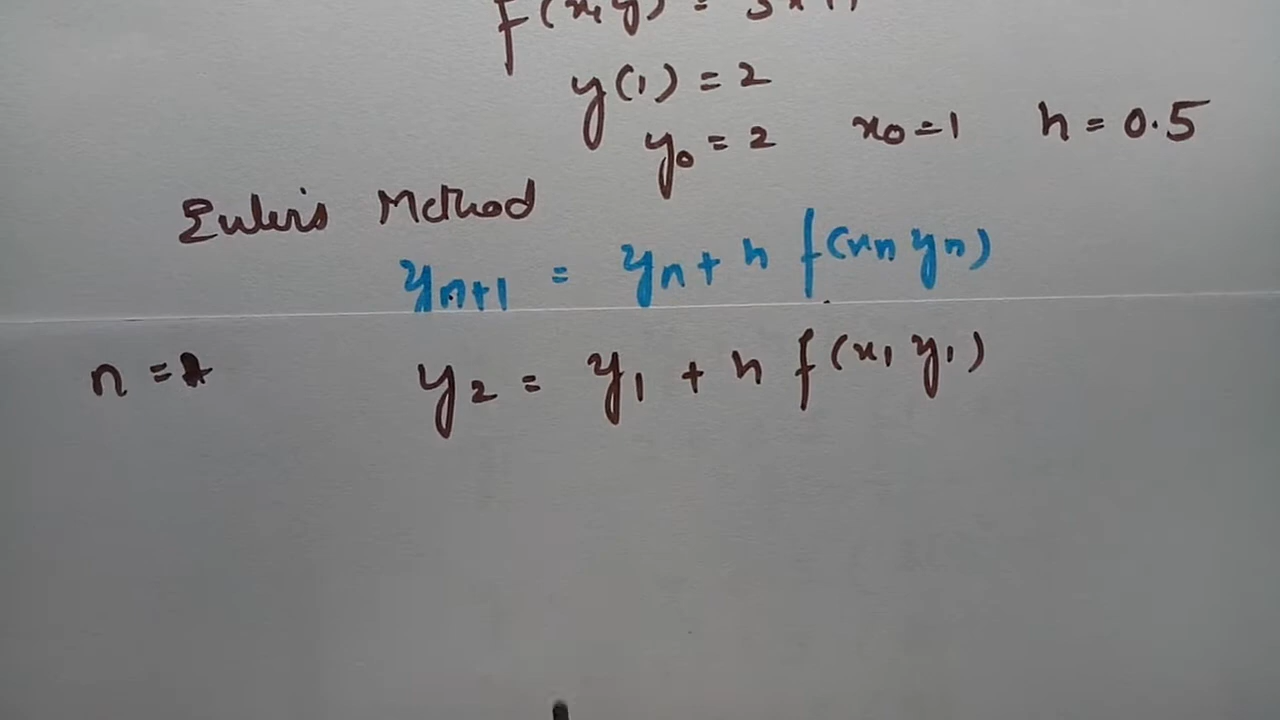 f(x, y) =
y(1) = 2
y₀ = 2 x₀ = 1 h = 0.5
Euler's Method
yₙ₊₁ = yₙ + h f(xₙ yₙ)
n = y₂ = y₁ + h f(x₁ y₁)